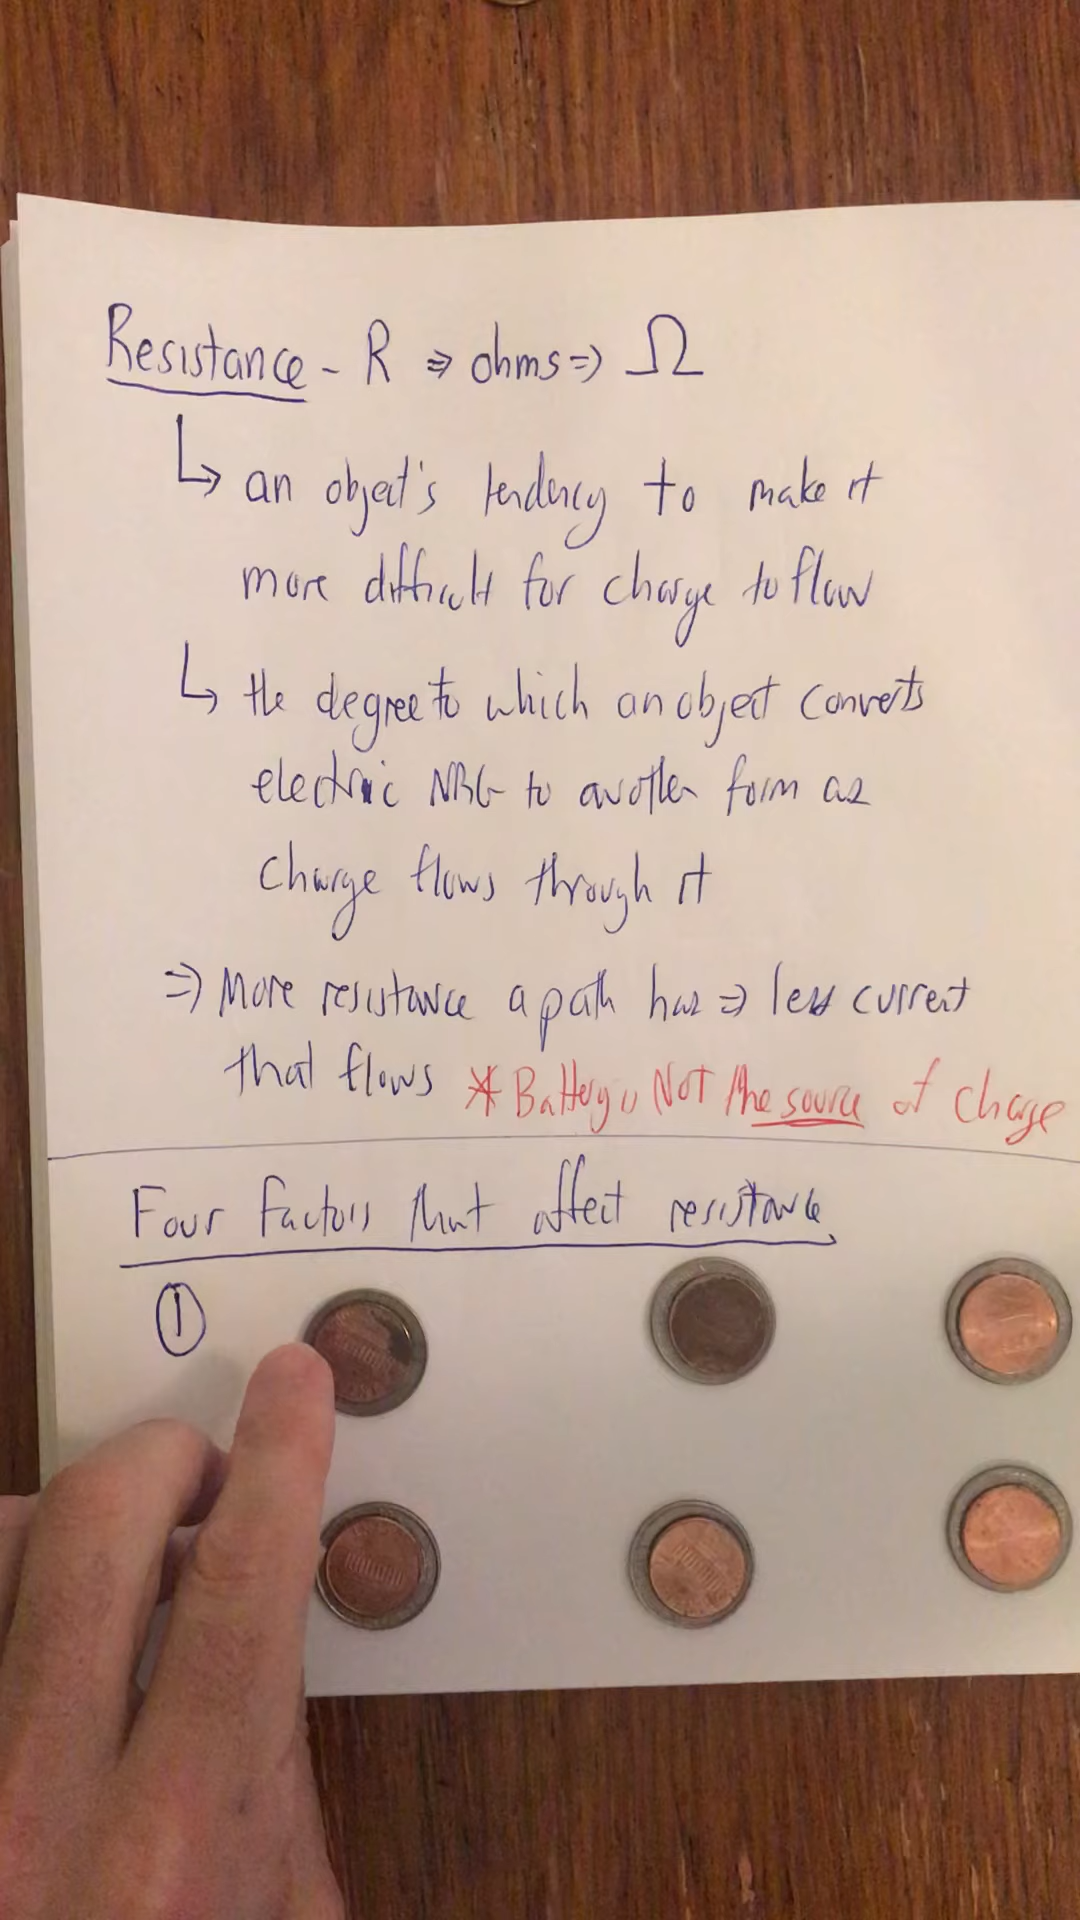 Resistance - R ⇒ ohms ⇒ Ω
↳ an object's tendency to make it
more difficult for charge to flow
↳ the degree to which an object converts
electric NRG to another form as
charge flows through it
⇒ More resistance a path has ⇒ less current
that flows * Battery is NOT the source of charge
Four factors that affect resistance
①